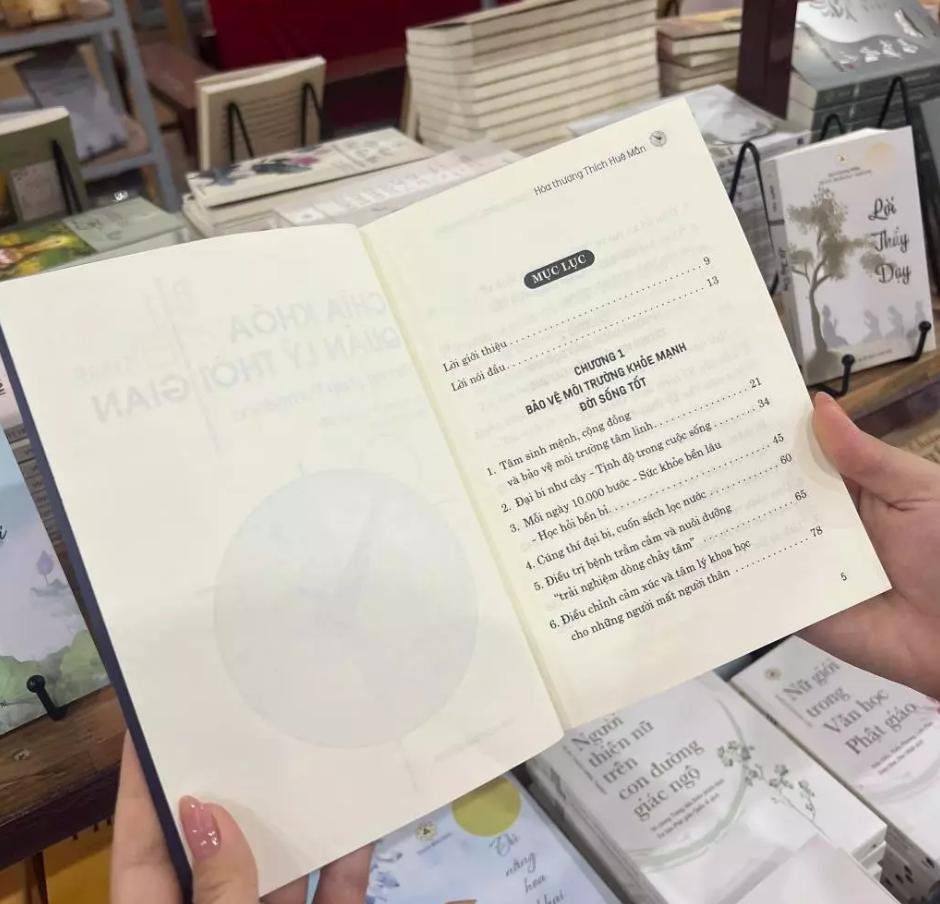 Hòa thượng Thích Huệ Mẫn
MỤC LỤC
Lời giới thiệu . . . . . . . . . . . . . . . . . . . . . . . . 9
Lời nói đầu . . . . . . . . . . . . . . . . . . . . . . . . . 13
CHƯƠNG 1
BẢO VỆ MÔI TRƯỜNG KHỎE MẠNH
ĐỜI SỐNG TỐT
1. Tâm sinh mệnh, cộng đồng
và bảo vệ môi trường tâm linh. . . . . . . . . . . . . . 21
2. Đại bi như cây – Tịnh độ trong cuộc sống . . . . . . . 34
3. Mỗi ngày 10.000 bước – Sức khỏe bền lâu
- Học hỏi bền bỉ. . . . . . . . . . . . . . . . . . . . . . 45
4. Cúng thí đại bi, cuốn sách lọc nước . . . . . . . . . . 60
5. Điều trị bệnh trầm cảm và nuôi dưỡng
"trải nghiệm dòng chảy tâm" . . . . . . . . . . . . . . 65
6. Điều chỉnh cảm xúc và tâm lý khoa học
cho những người mất người thân . . . . . . . . . . . . 78
5
CHÌA KHÓA
QUẢN LÝ THỜI GIAN
Lời
Thầy
Dạy
Người
thiện nữ
trên
con đường
giác ngộ
Nữ giới
trong
Văn học
Phật giáo